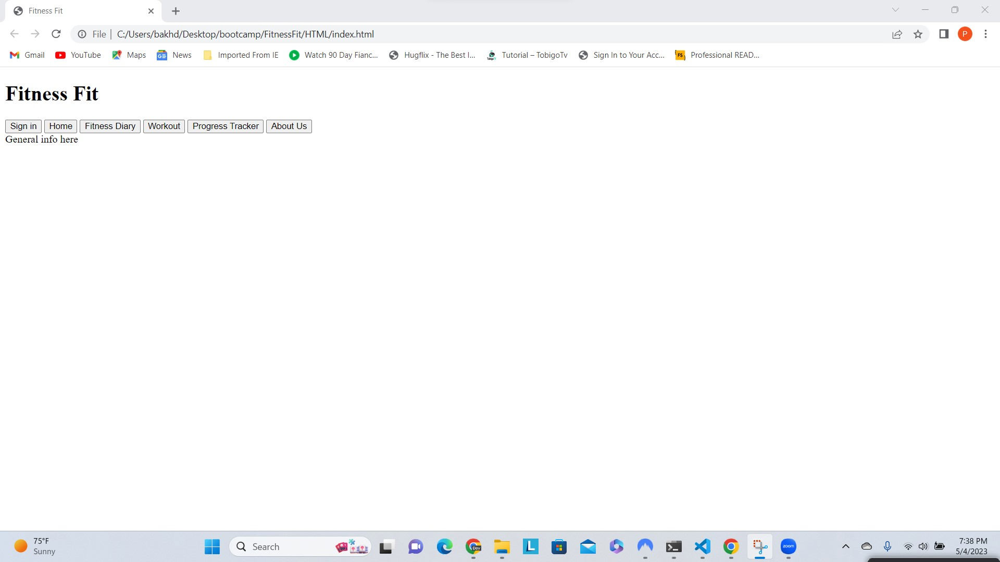 Fitness Fit
File | C:/Users/bakhd/Desktop/bootcamp/FitnessFit/HTML/index.html
P
Gmail YouTube Maps News Imported From IE Watch 90 Day Fianc... Hugflix - The Best I... Tutorial – TobigoTv Sign In to Your Acc... Professional READ...
Fitness Fit
Sign in Home Fitness Diary Workout Progress Tracker About Us
General info here
75°F
Sunny
Search
Dev
L
zoom
7:38 PM
5/4/2023